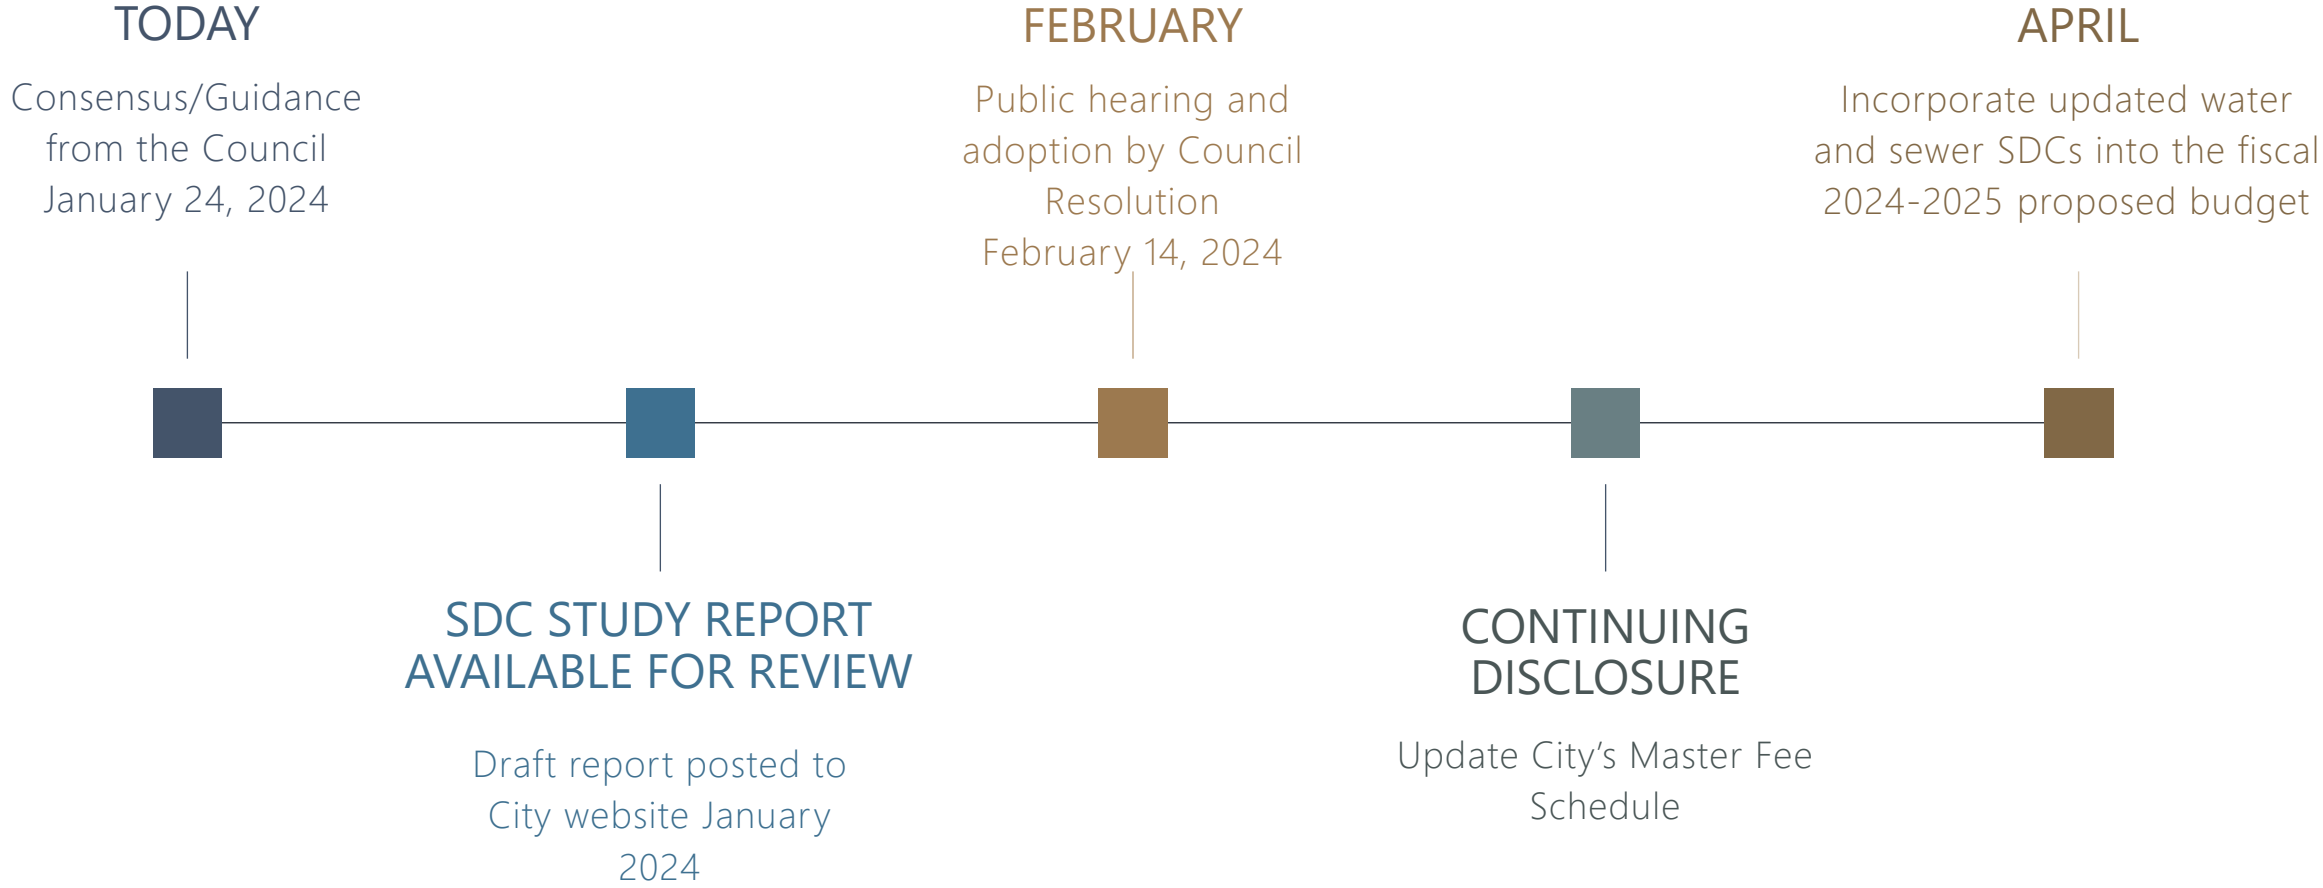 TODAY
Consensus/Guidance
from the Council
January 24, 2024
SDC STUDY REPORT
AVAILABLE FOR REVIEW
Draft report posted to
City website January
2024
FEBRUARY
Public hearing and
adoption by Council
Resolution
February 14, 2024
CONTINUING
DISCLOSURE
Update City’s Master Fee
Schedule
APRIL
Incorporate updated water
and sewer SDCs into the fiscal
2024-2025 proposed budget